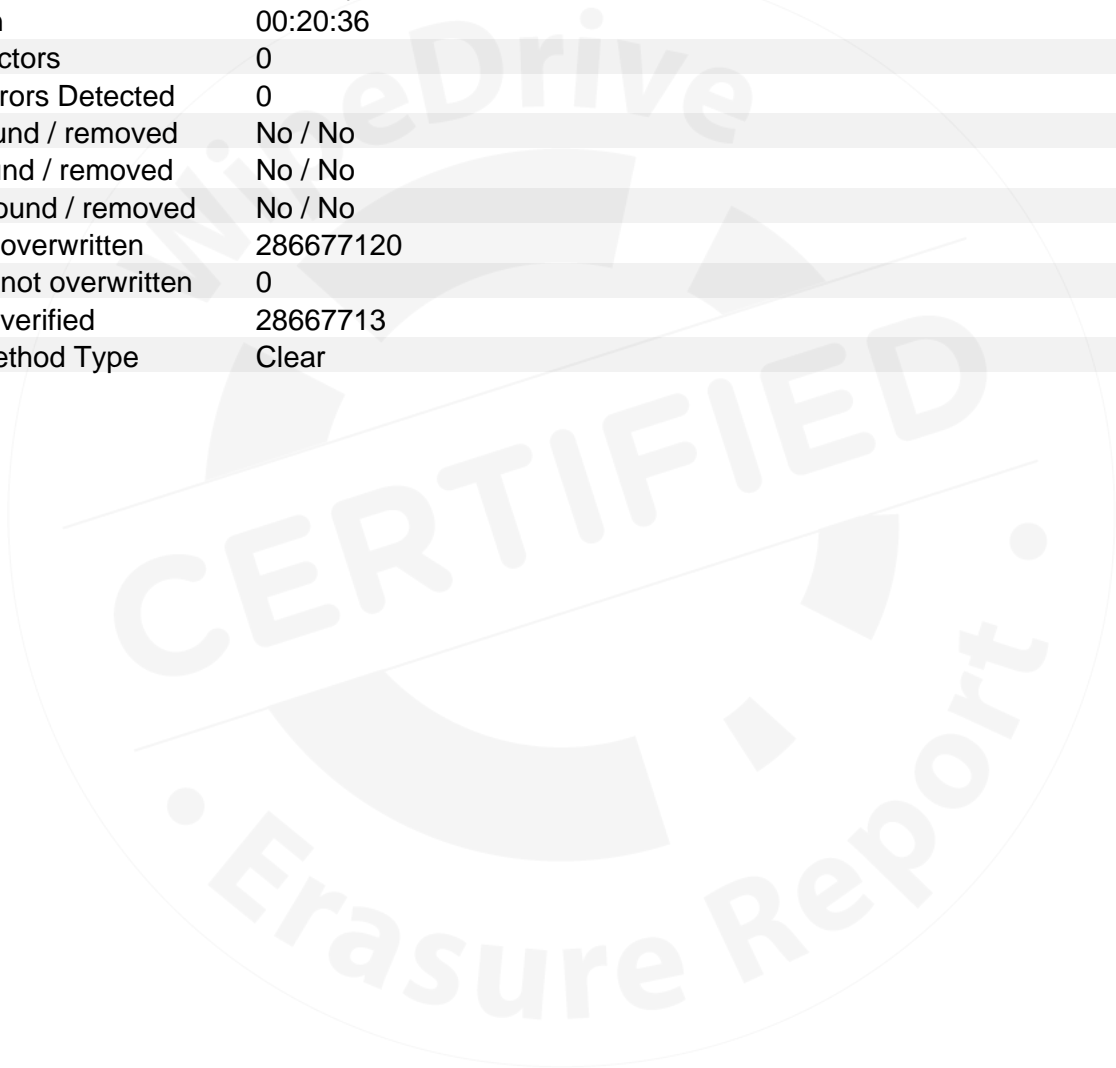 00:20:36
ctors 0
rors Detected 0
und / removed No / No
und / removed No / No
ound / removed No / No
overwritten 286677120
not overwritten 0
verified 28667713
ethod Type Clear
WipeDrive
CERTIFIED
• Erasure Report •